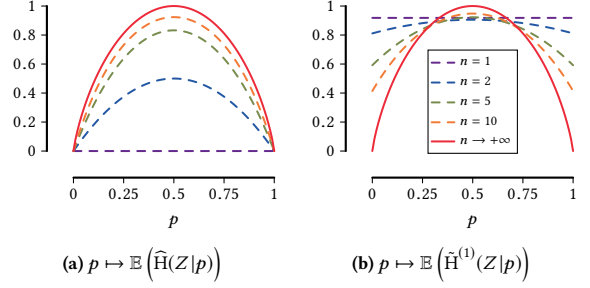 1
0.8
0.6
0.4
0.2
0
0 0.25 0.5 0.75 1
p
(a) p ↦ 𝔼 (Ĥ(Z|p))
1
0.8
0.6
0.4
0.2
0
n = 1
n = 2
n = 5
n = 10
n → +∞
0 0.25 0.5 0.75 1
p
(b) p ↦ 𝔼 (H̃⁽¹⁾(Z|p))